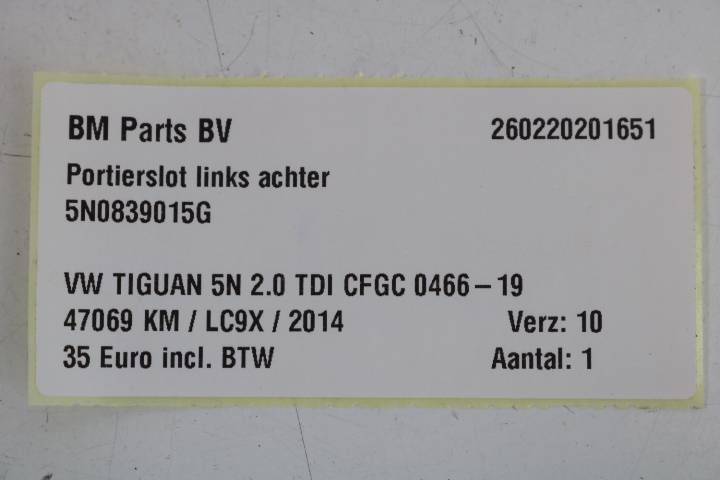 BM Parts BV 260220201651
Portierslot links achter
5N0839015G
VW TIGUAN 5N 2.0 TDI CFGC 0466-19
47069 KM / LC9X / 2014 Verz: 10
35 Euro incl. BTW Aantal: 1